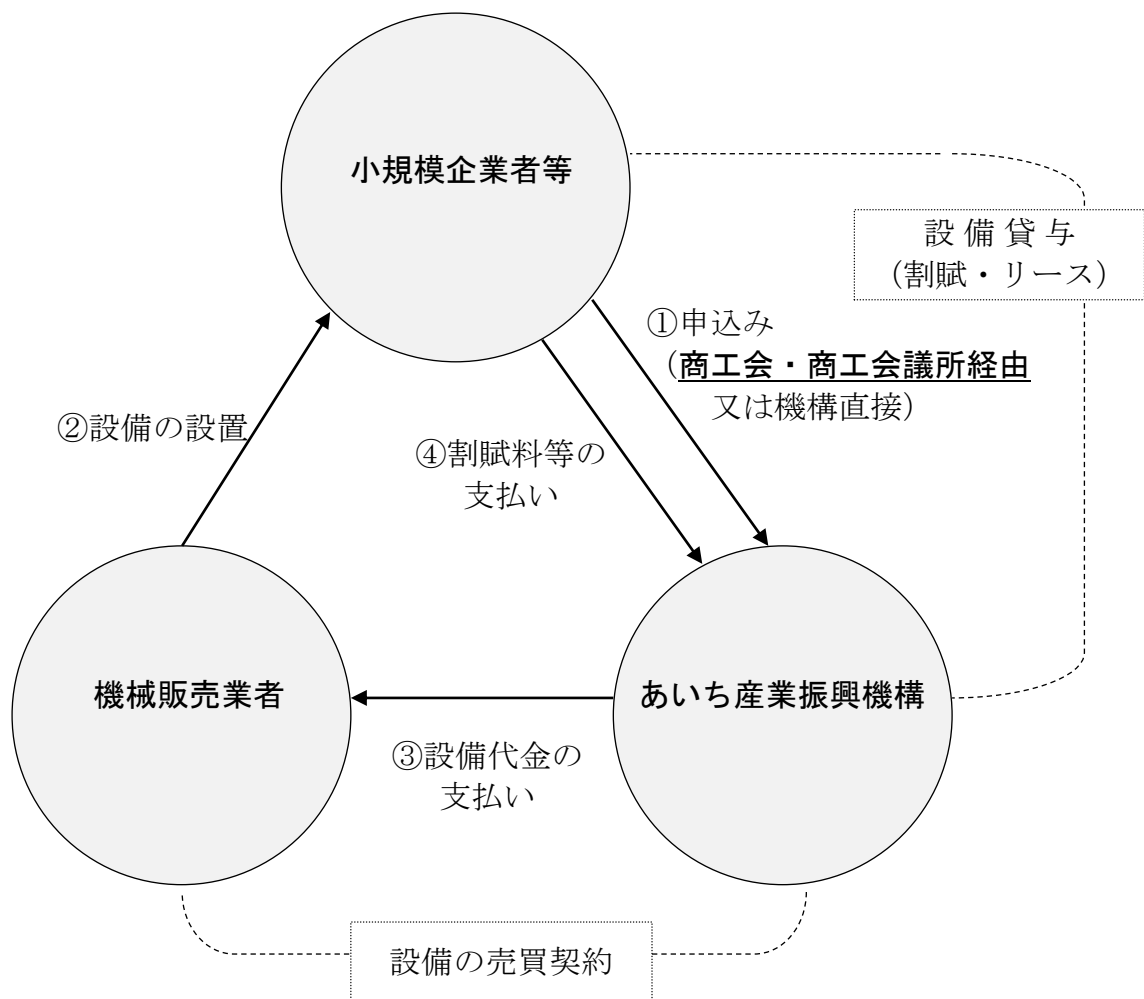 小規模企業者等
設備貸与
(割賦・リース)
①申込み
(商工会・商工会議所経由
又は機構直接)
②設備の設置
④割賦料等の
支払い
機械販売業者
あいち産業振興機構
③設備代金の
支払い
設備の売買契約